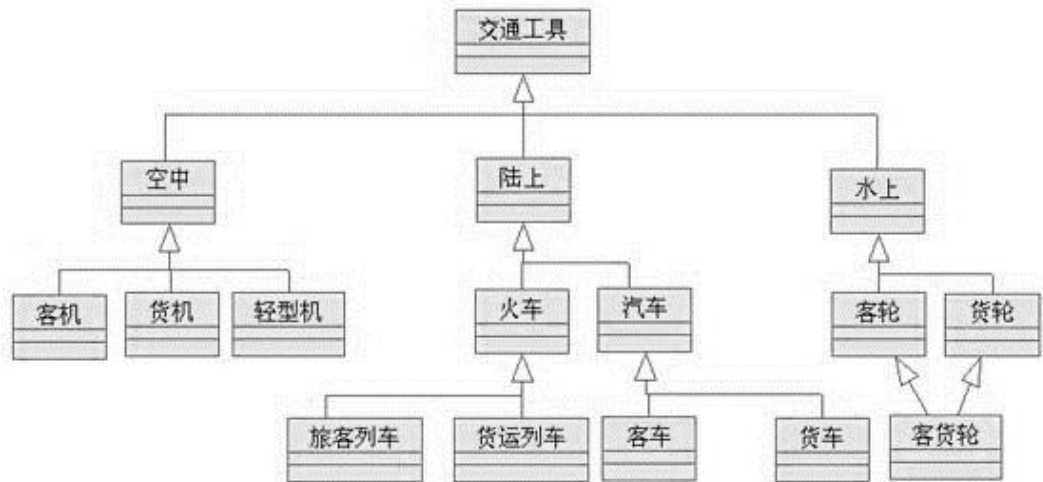 交通工具
空中
陆上
水上
客机
货机
轻型机
火车
汽车
客轮
货轮
旅客列车
货运列车
客车
货车
客货轮